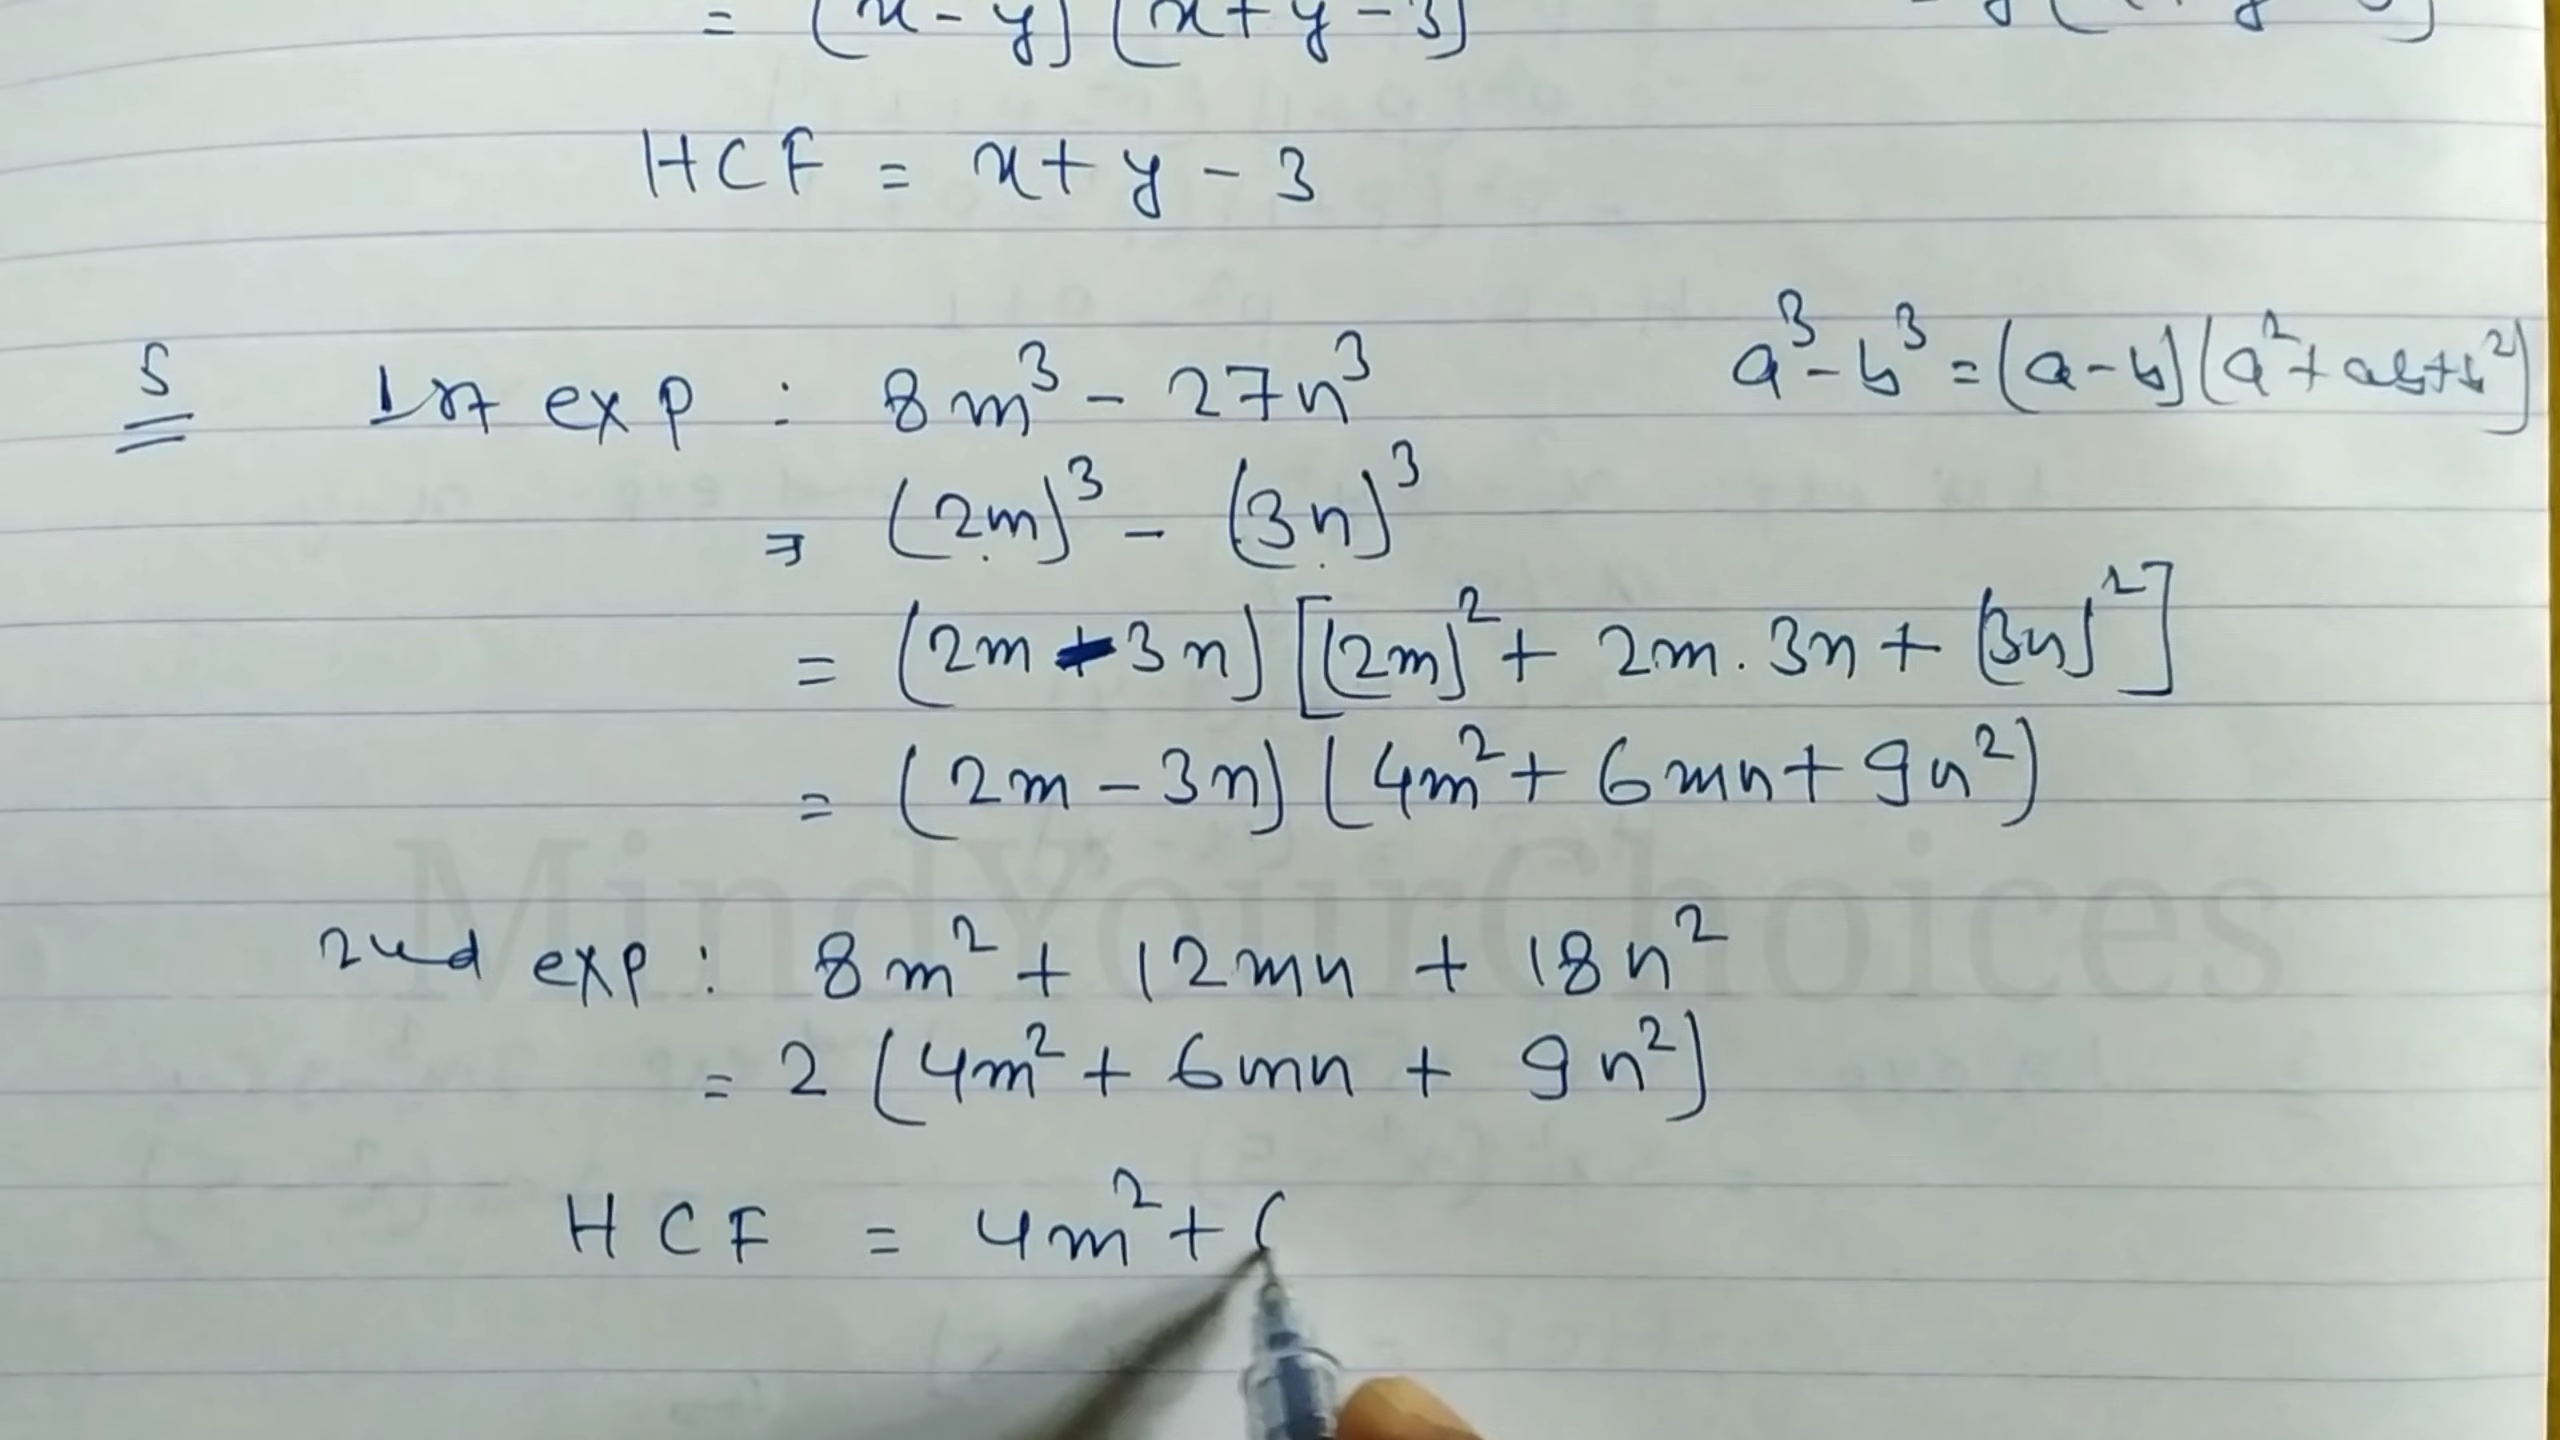 = (x - y) (x + y - 3)
HCF = x + y - 3
5 1st exp : 8m³ - 27n³ a³ - b³ = (a - b) (a² + ab + b²)
= (2m)³ - (3n)³
= (2m - 3n) [(2m)² + 2m . 3n + (3n)²]
= (2m - 3n) (4m² + 6mn + 9n²)
MindYourChoices
2nd exp : 8m² + 12mn + 18n²
= 2 (4m² + 6mn + 9n²)
HCF = 4m² +